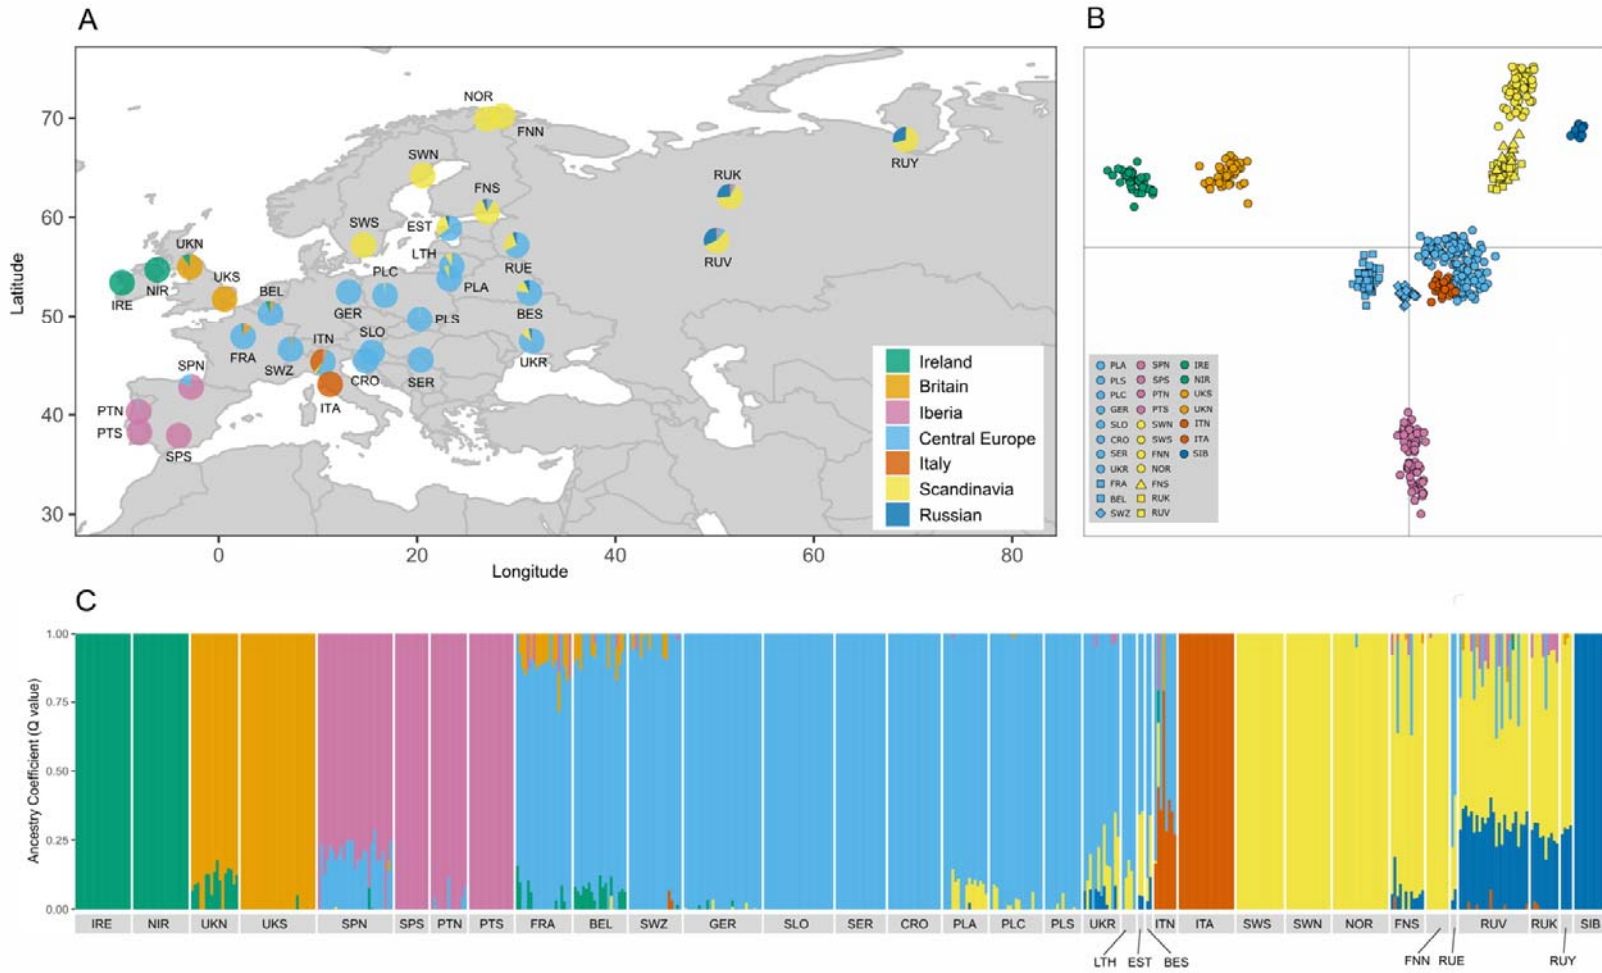 A
B
70
60
50
40
30
Latitude
0
20
40
60
80
Longitude
NOR
FNN
SWN
FNS
SWS
EST
LTH
RUE
RUK
RUV
RUY
UKN
UKS
IRE
NIR
BEL
PLC
PLA
GER
PLS
BES
FRA
SWZ
ITN
SLO
UKR
CRO
SER
ITA
SPN
PTN
PTS
SPS
Ireland
Britain
Iberia
Central Europe
Italy
Scandinavia
Russian
PLA SPN IRE
PLS SPS NIR
PLC PTN UKS
GER PTS UKN
SLO SWN ITN
CRO SWS ITA
SER FNN SIB
UKR NOR
FRA FNS
BEL RUK
SWZ RUV
C
Ancestry Coefficient (Q value)
1.00
0.75
0.50
0.25
0.00
IRE NIR UKN UKS SPN SPS PTN PTS FRA BEL SWZ GER SLO SER CRO PLA PLC PLS UKR ITN ITA SWS SWN NOR FNS RUV RUK SIB
LTH EST BES FNN RUE RUY